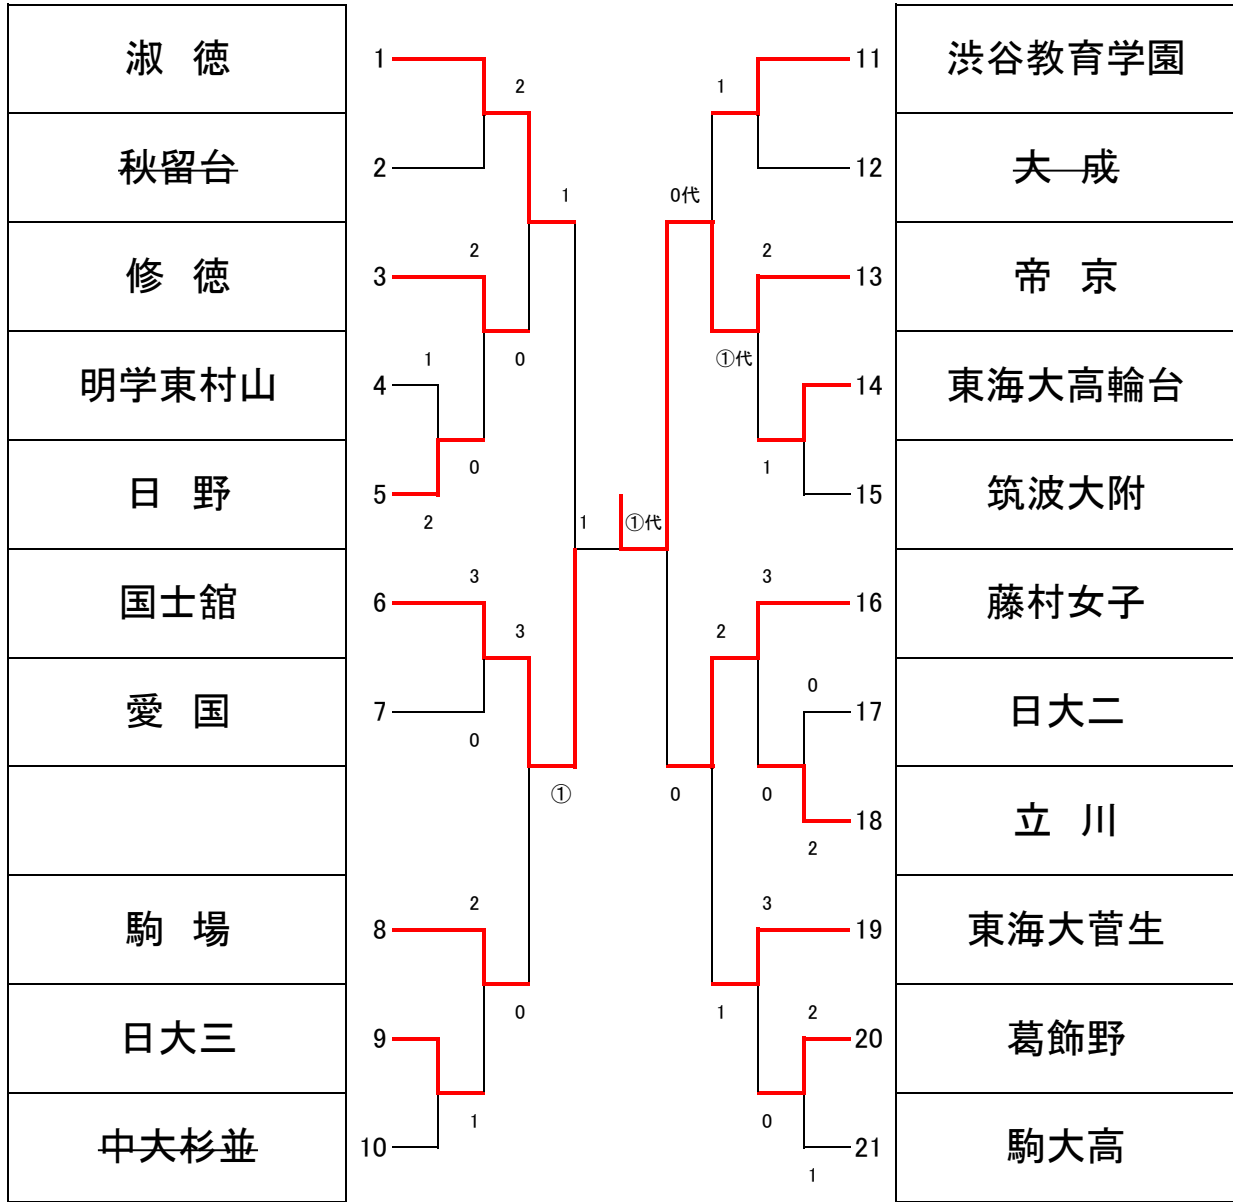 淑 徳
1
2
1
11
渋谷教育学園
秋留台
2
1
0代
12
大 成
修 徳
3
2
2
13
帝 京
明学東村山
4
1
0
①代
14
東海大高輪台
日 野
5
2
0
1
①代
1
15
筑波大附
国士舘
6
3
3
2
3
16
藤村女子
愛 国
7
0
0
17
日大二
①
0
0
2
18
立 川
駒 場
8
2
0
3
19
東海大菅生
日大三
9
1
2
20
葛飾野
中大杉並
10
1
0
1
21
駒大高